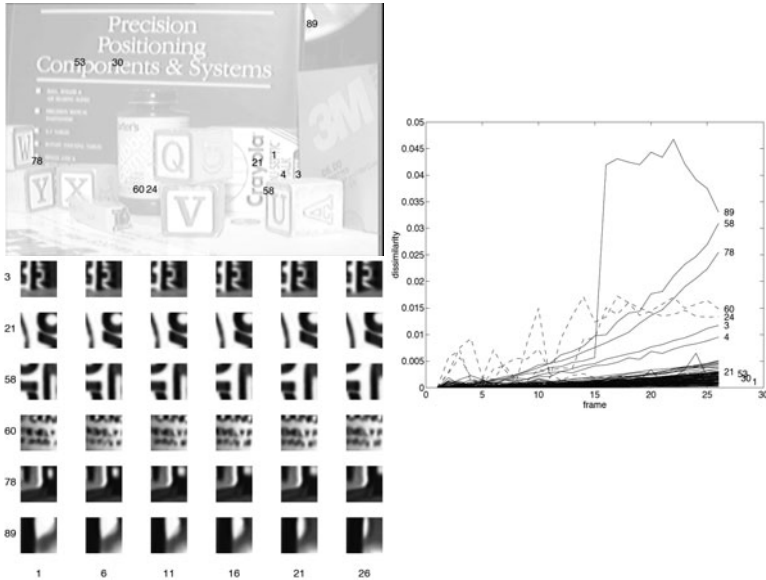 Precision
Positioning
Components & Systems
89
53 30
3M
W
78
Q U
Crayola
1
21
4 3
Y X
60 24
58
V
U A
3
21
58
60
78
89
1 6 11 16 21 26
0.05
0.045
0.04
0.035
0.03
0.025
0.02
0.015
0.01
0.005
0
dissimilarity
89
58
78
60
24
3
4
21 53
30 1
0 5 10 15 20 25 30
frame